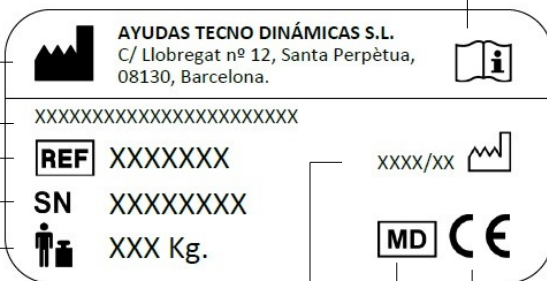 AYUDAS TECNO DINÁMICAS S.L.
C/ Llobregat nº 12, Santa Perpètua,
08130, Barcelona.
XXXXXXXXXXXXXXXXXXXXXXX
REF XXXXXXX
XXXX/XX
SN XXXXXXXX
XXX Kg.
MD CE